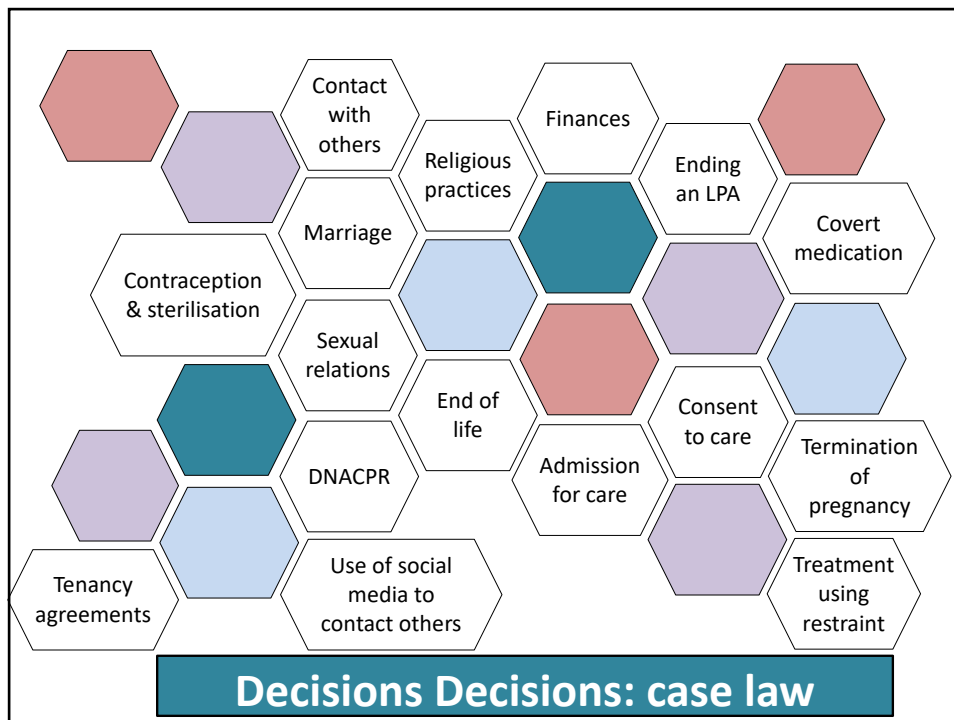 Contact
with
others
Finances
Religious
practices
Ending
an LPA
Marriage
Covert
medication
Contraception
& sterilisation
Sexual
relations
End of
life
Consent
to care
DNACPR
Admission
for care
Termination
of
pregnancy
Tenancy
agreements
Use of social
media to
contact others
Treatment
using
restraint
Decisions Decisions: case law